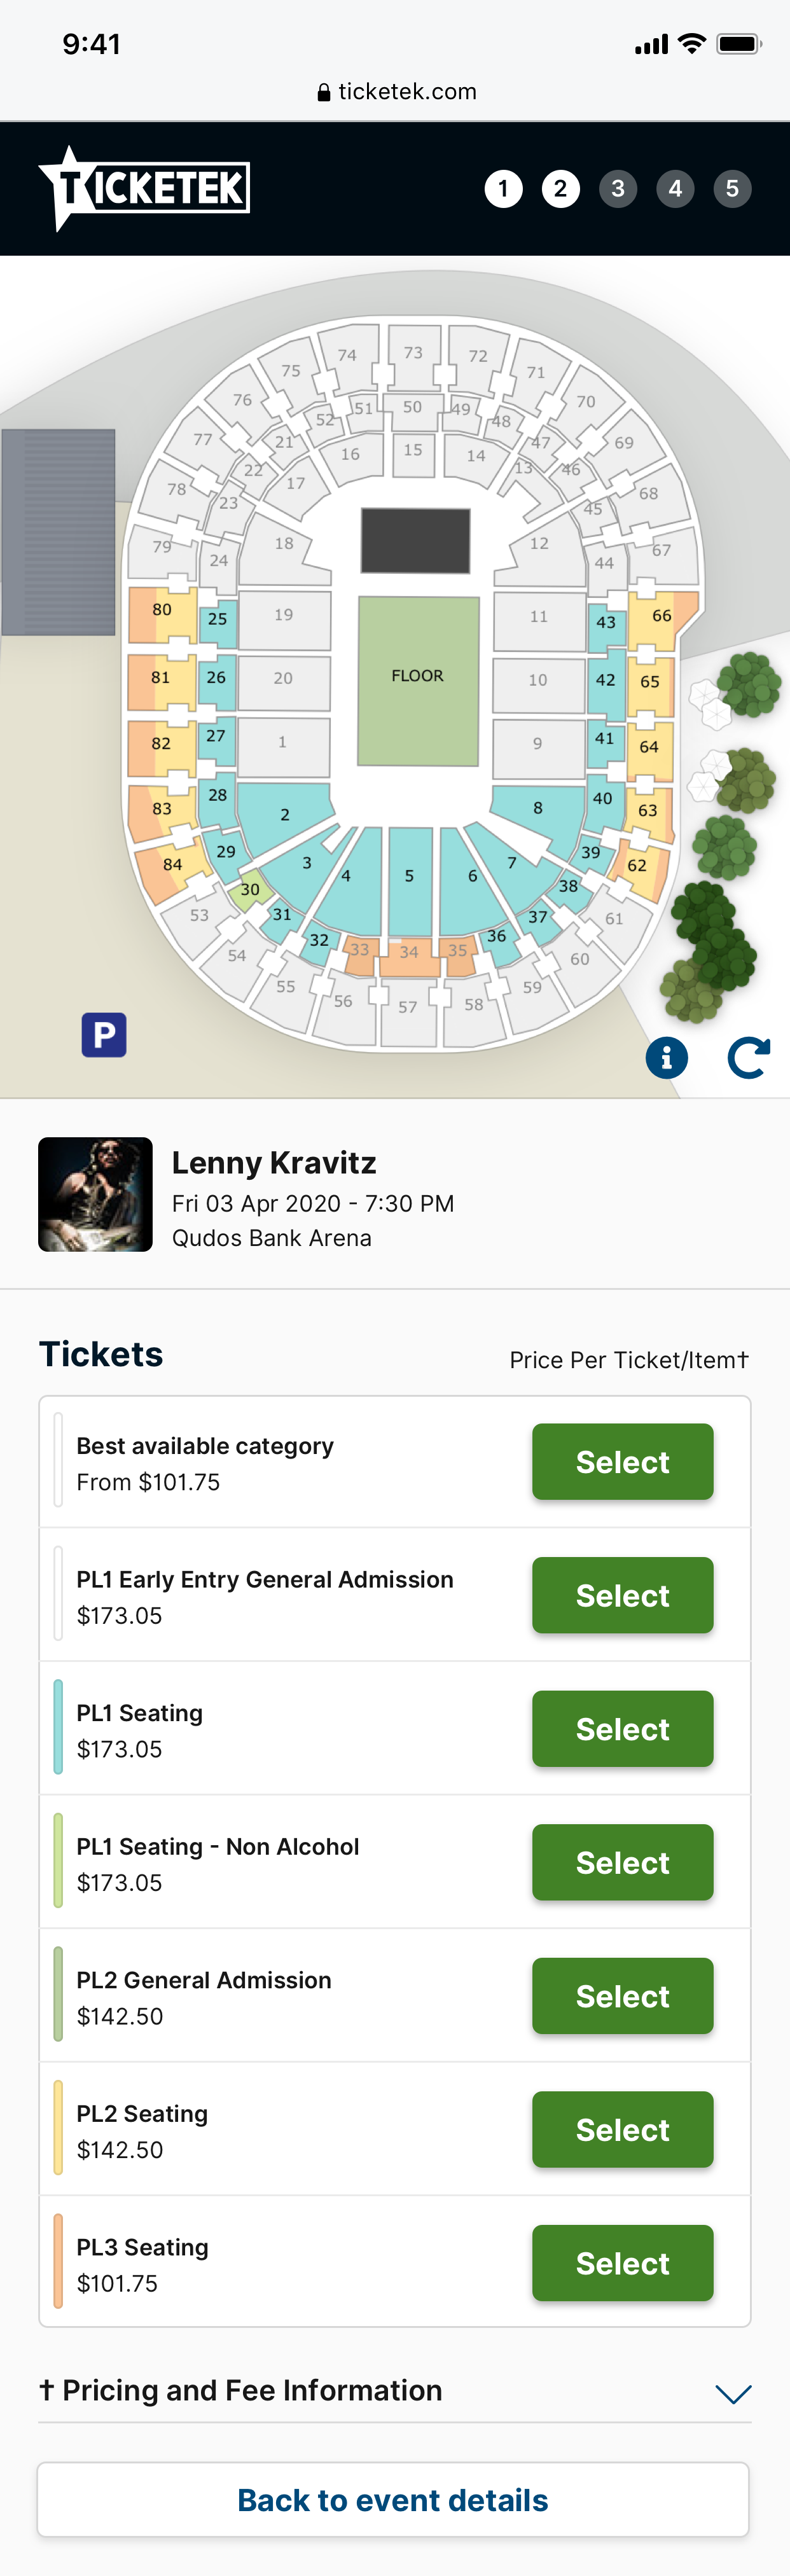 9:41
ticketek.com
TICKETEK
1 2 3 4 5
74 73 72
75 71
76 70
52 51 50 49 48
77 21 47 69
16 15 14
22 13 46
78 17 68
23 45
79 18 12 67
24 44
80 25 19 11 43 66
FLOOR
81 26 20 10 42 65
82 27 1 9 41 64
83 28 2 8 40 63
84 29 3 4 5 6 7 39 62
30 38
53 31 37 61
32 33 34 35 36
54 60
55 56 57 58 59
P
i
Lenny Kravitz
Fri 03 Apr 2020 - 7:30 PM
Qudos Bank Arena
Tickets
Price Per Ticket/Item†
Best available category
From $101.75
Select
PL1 Early Entry General Admission
$173.05
Select
PL1 Seating
$173.05
Select
PL1 Seating - Non Alcohol
$173.05
Select
PL2 General Admission
$142.50
Select
PL2 Seating
$142.50
Select
PL3 Seating
$101.75
Select
† Pricing and Fee Information
Back to event details